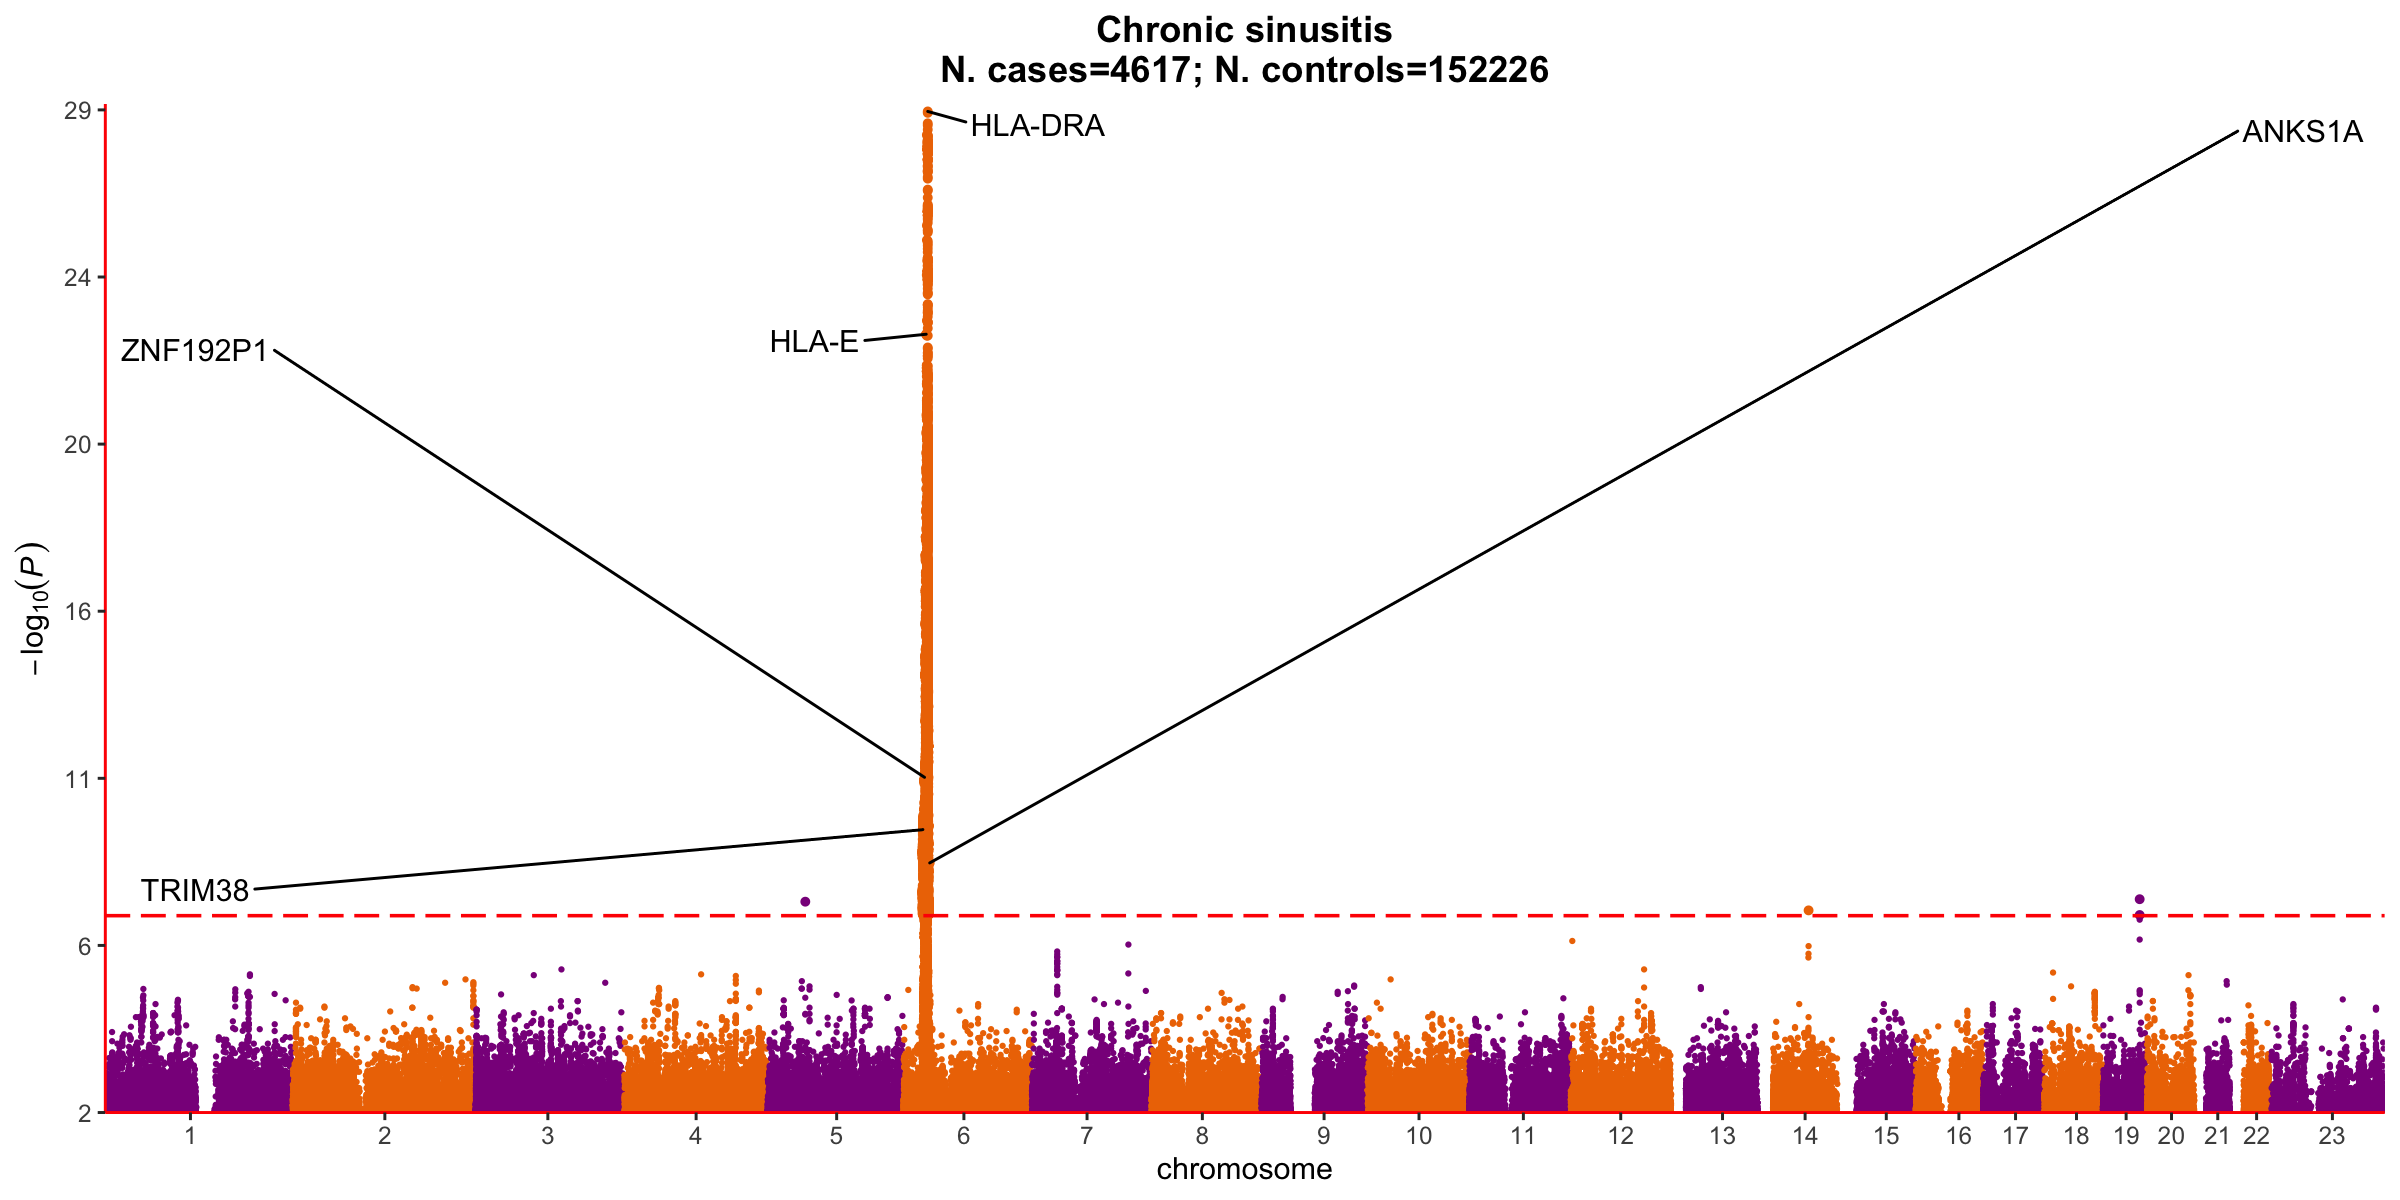 Chronic sinusitis
N. cases=4617; N. controls=152226
29
HLA-DRA
ANKS1A
24
HLA-E
ZNF192P1
20
−log10(P)
16
11
TRIM38
6
2
1 2 3 4 5 6 7 8 9 10 11 12 13 14 15 16 17 18 19 20 21 22 23
chromosome